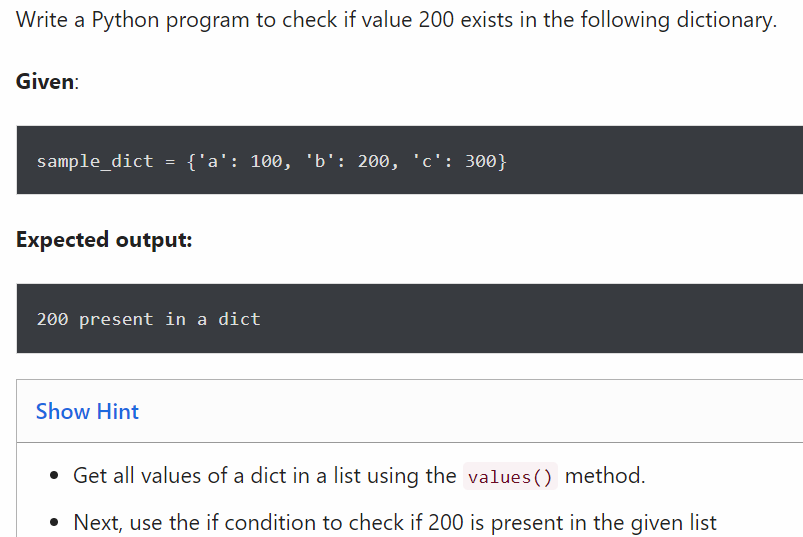 Write a Python program to check if value 200 exists in the following dictionary.
Given:
sample_dict = {'a': 100, 'b': 200, 'c': 300}
Expected output:
200 present in a dict
Show Hint
• Get all values of a dict in a list using the values() method.
• Next, use the if condition to check if 200 is present in the given list